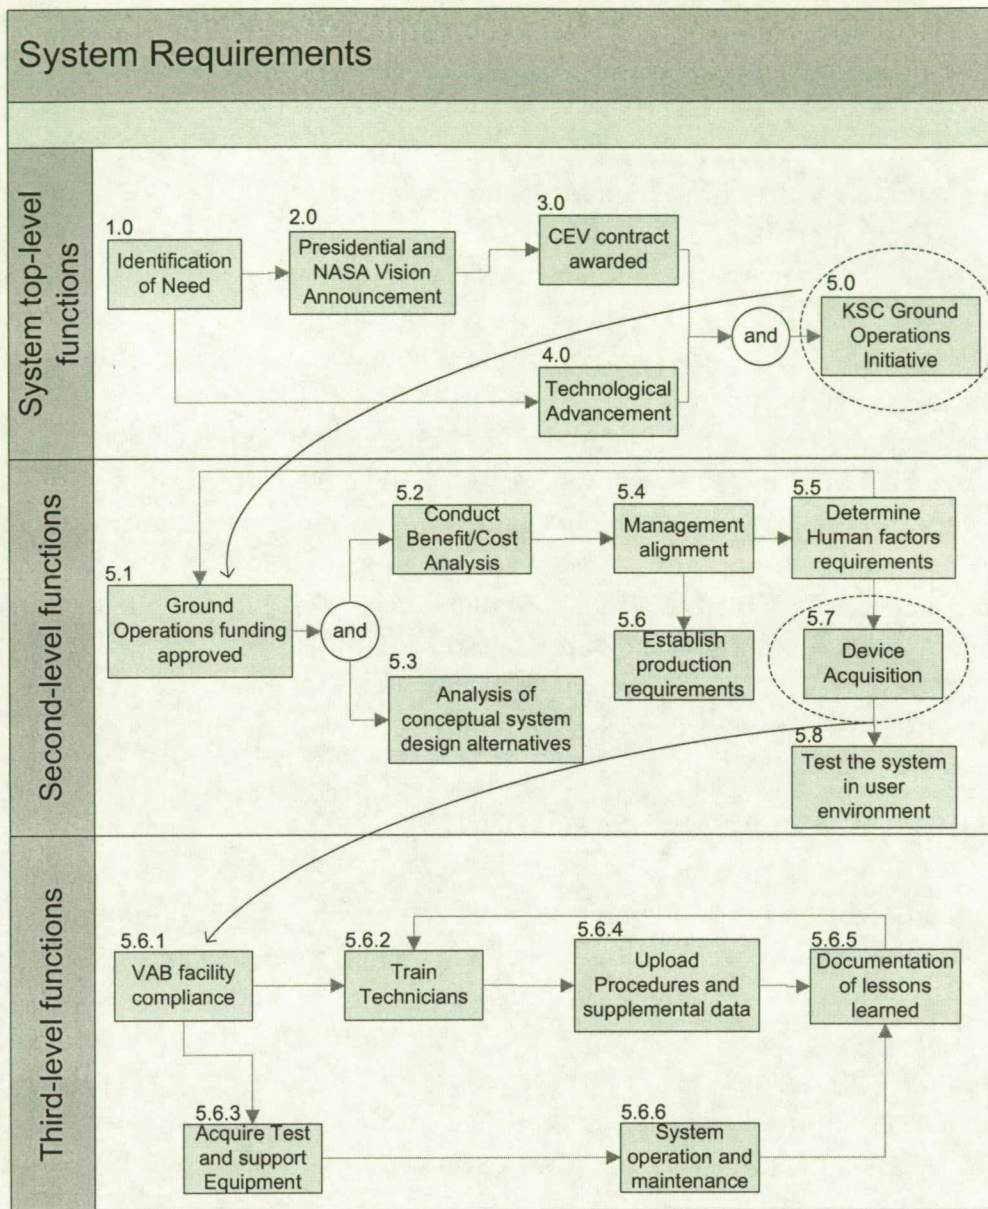 System Requirements
System top-level
functions
1.0
Identification
of Need
2.0
Presidential and
NASA Vision
Announcement
3.0
CEV contract
awarded
4.0
Technological
Advancement
and
5.0
KSC Ground
Operations
Initiative
Second-level functions
5.1
Ground
Operations funding
approved
and
5.2
Conduct
Benefit/Cost
Analysis
5.3
Analysis of
conceptual system
design alternatives
5.4
Management
alignment
5.5
Determine
Human factors
requirements
5.6
Establish
production
requirements
5.7
Device
Acquisition
5.8
Test the system
in user
environment
Third-level functions
5.6.1
VAB facility
compliance
5.6.2
Train
Technicians
5.6.4
Upload
Procedures and
supplemental data
5.6.5
Documentation
of lessons
learned
5.6.3
Acquire Test
and support
Equipment
5.6.6
System
operation and
maintenance